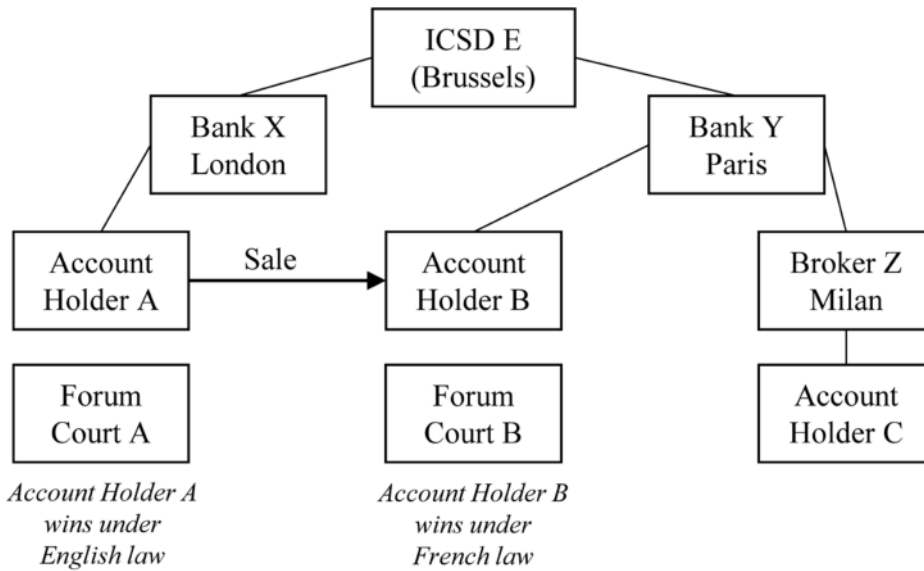 ICSD E
(Brussels)
Bank X
London
Bank Y
Paris
Account
Holder A
Sale
Account
Holder B
Broker Z
Milan
Forum
Court A
Forum
Court B
Account
Holder C
Account Holder A
wins under
English law
Account Holder B
wins under
French law